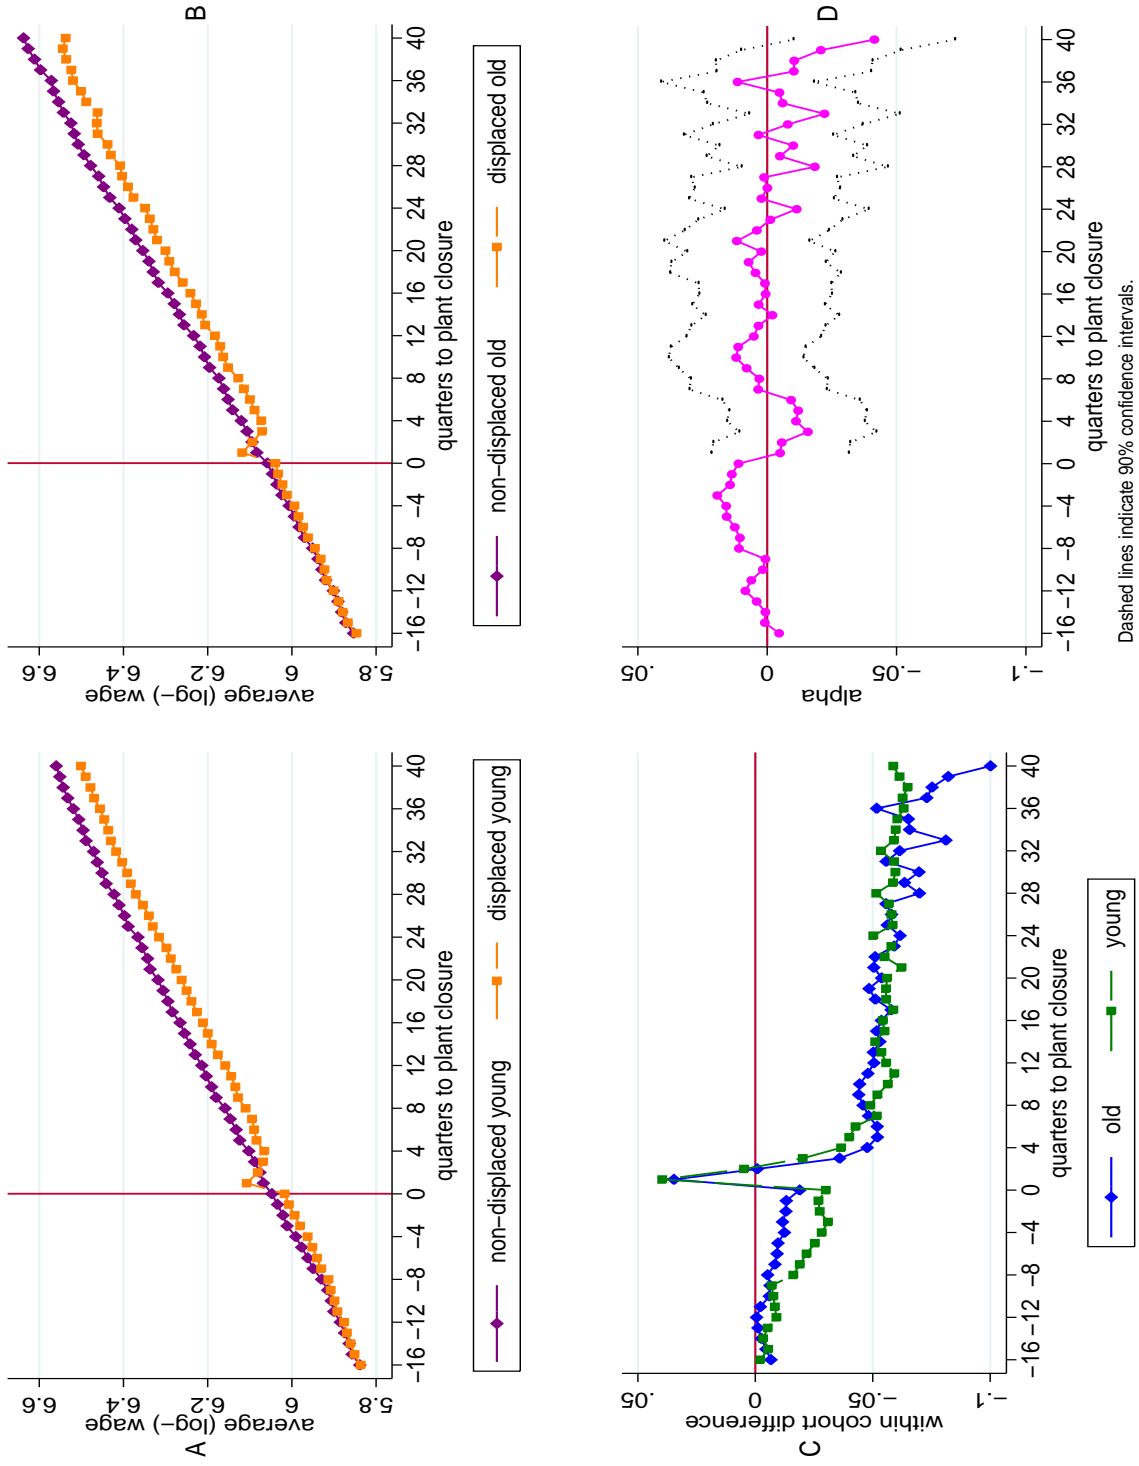 A
average (log−) wage
5.8 6 6.2 6.4 6.6
−16 −12 −8 −4 0 4 8 12 16 20 24 28 32 36 40
quarters to plant closure
non−displaced young displaced young
B
average (log−) wage
5.8 6 6.2 6.4 6.6
−16 −12 −8 −4 0 4 8 12 16 20 24 28 32 36 40
quarters to plant closure
non−displaced old displaced old
C
within cohort difference
−.1 −.05 0 .05
−16 −12 −8 −4 0 4 8 12 16 20 24 28 32 36 40
quarters to plant closure
old young
D
alpha
−.1 −.05 0 .05
−16 −12 −8 −4 0 4 8 12 16 20 24 28 32 36 40
quarters to plant closure
Dashed lines indicate 90% confidence intervals.